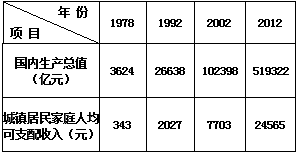 年 份
项 目
1978 1992 2002 2012
国内生产总值
（亿元）
3624 26638 102398 519322
城镇居民家庭人均
可支配收入（元）
343 2027 7703 24565